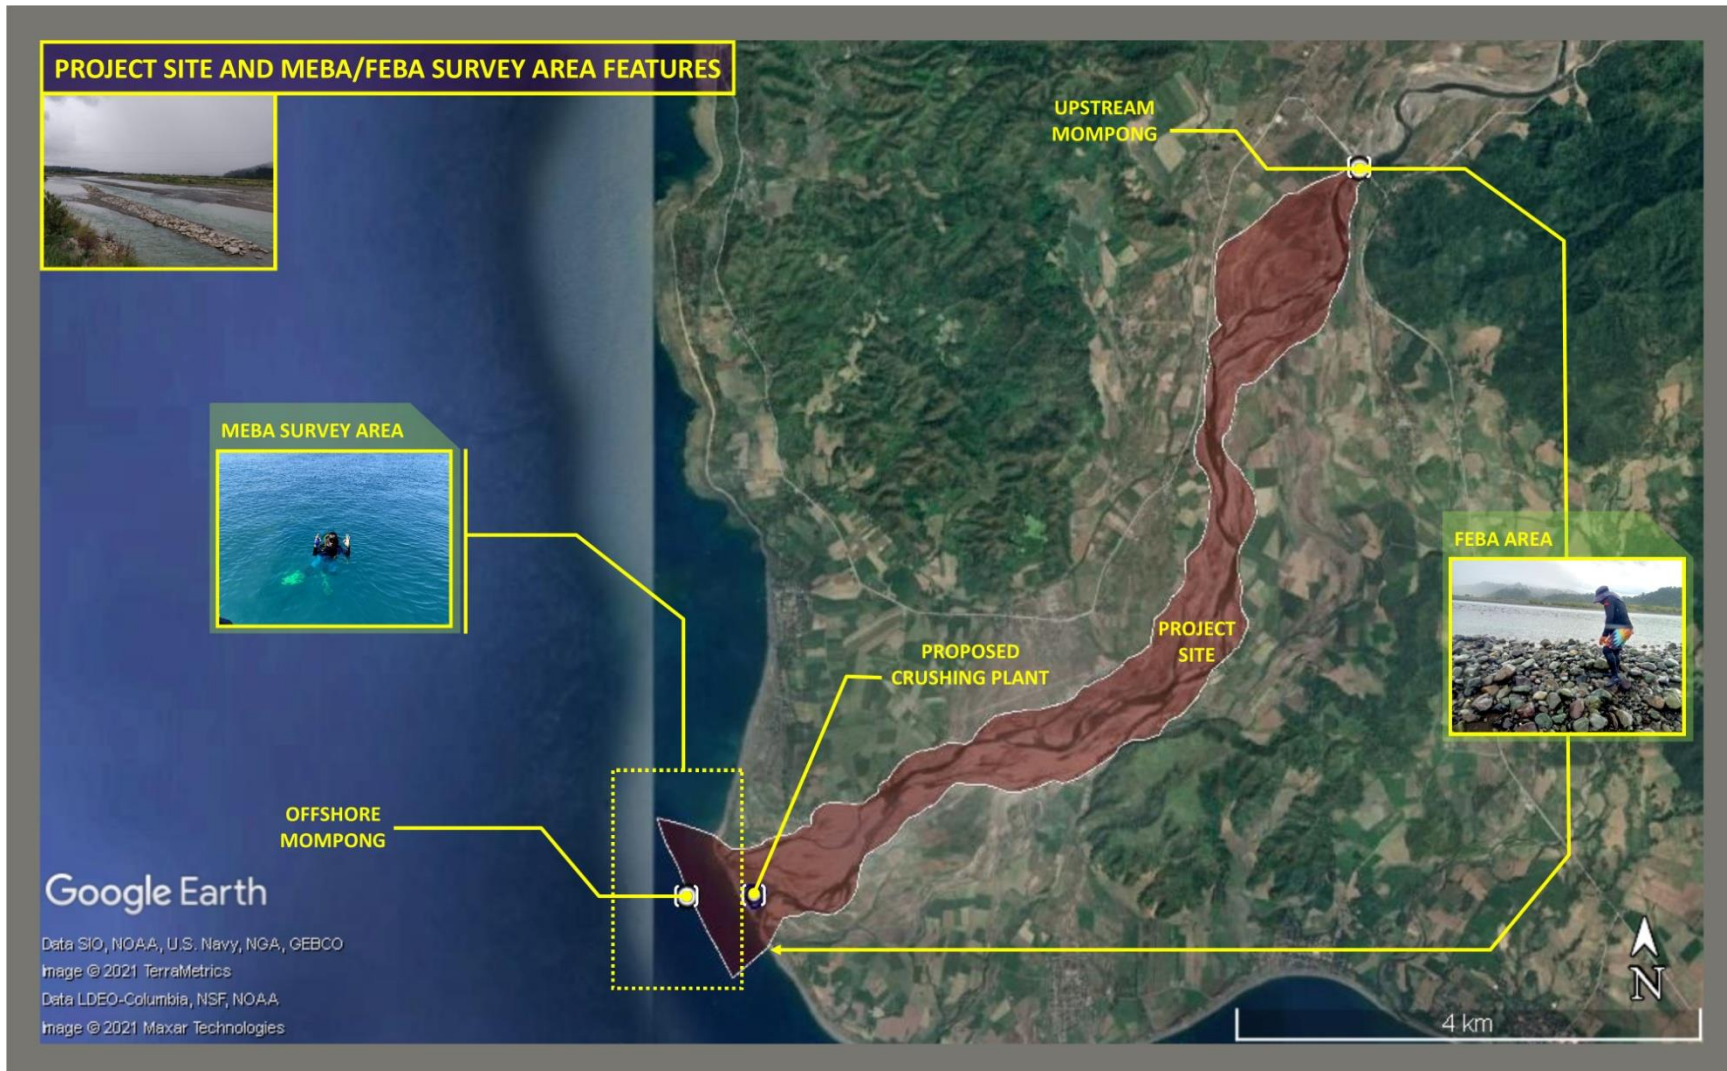 PROJECT SITE AND MEBA/FEBA SURVEY AREA FEATURES
UPSTREAM
MOMPONG
MEBA SURVEY AREA
FEBA AREA
PROJECT
SITE
PROPOSED
CRUSHING PLANT
OFFSHORE
MOMPONG
Google Earth
Data SIO, NOAA, U.S. Navy, NGA, GEBCO
Image © 2021 TerraMetrics
Data LDEO-Columbia, NSF, NOAA
Image © 2021 Maxar Technologies
N
4 km